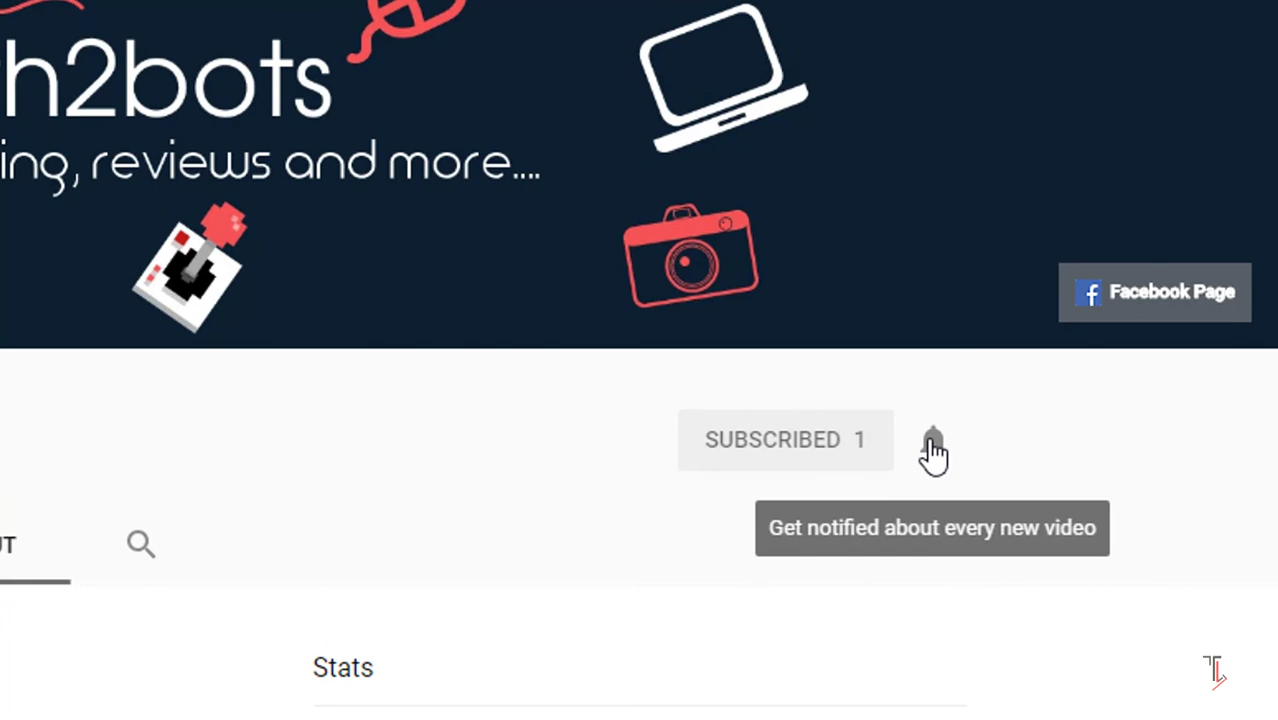 h2bots
ing, reviews and more....
Facebook Page
SUBSCRIBED 1
Get notified about every new video
UT
Stats